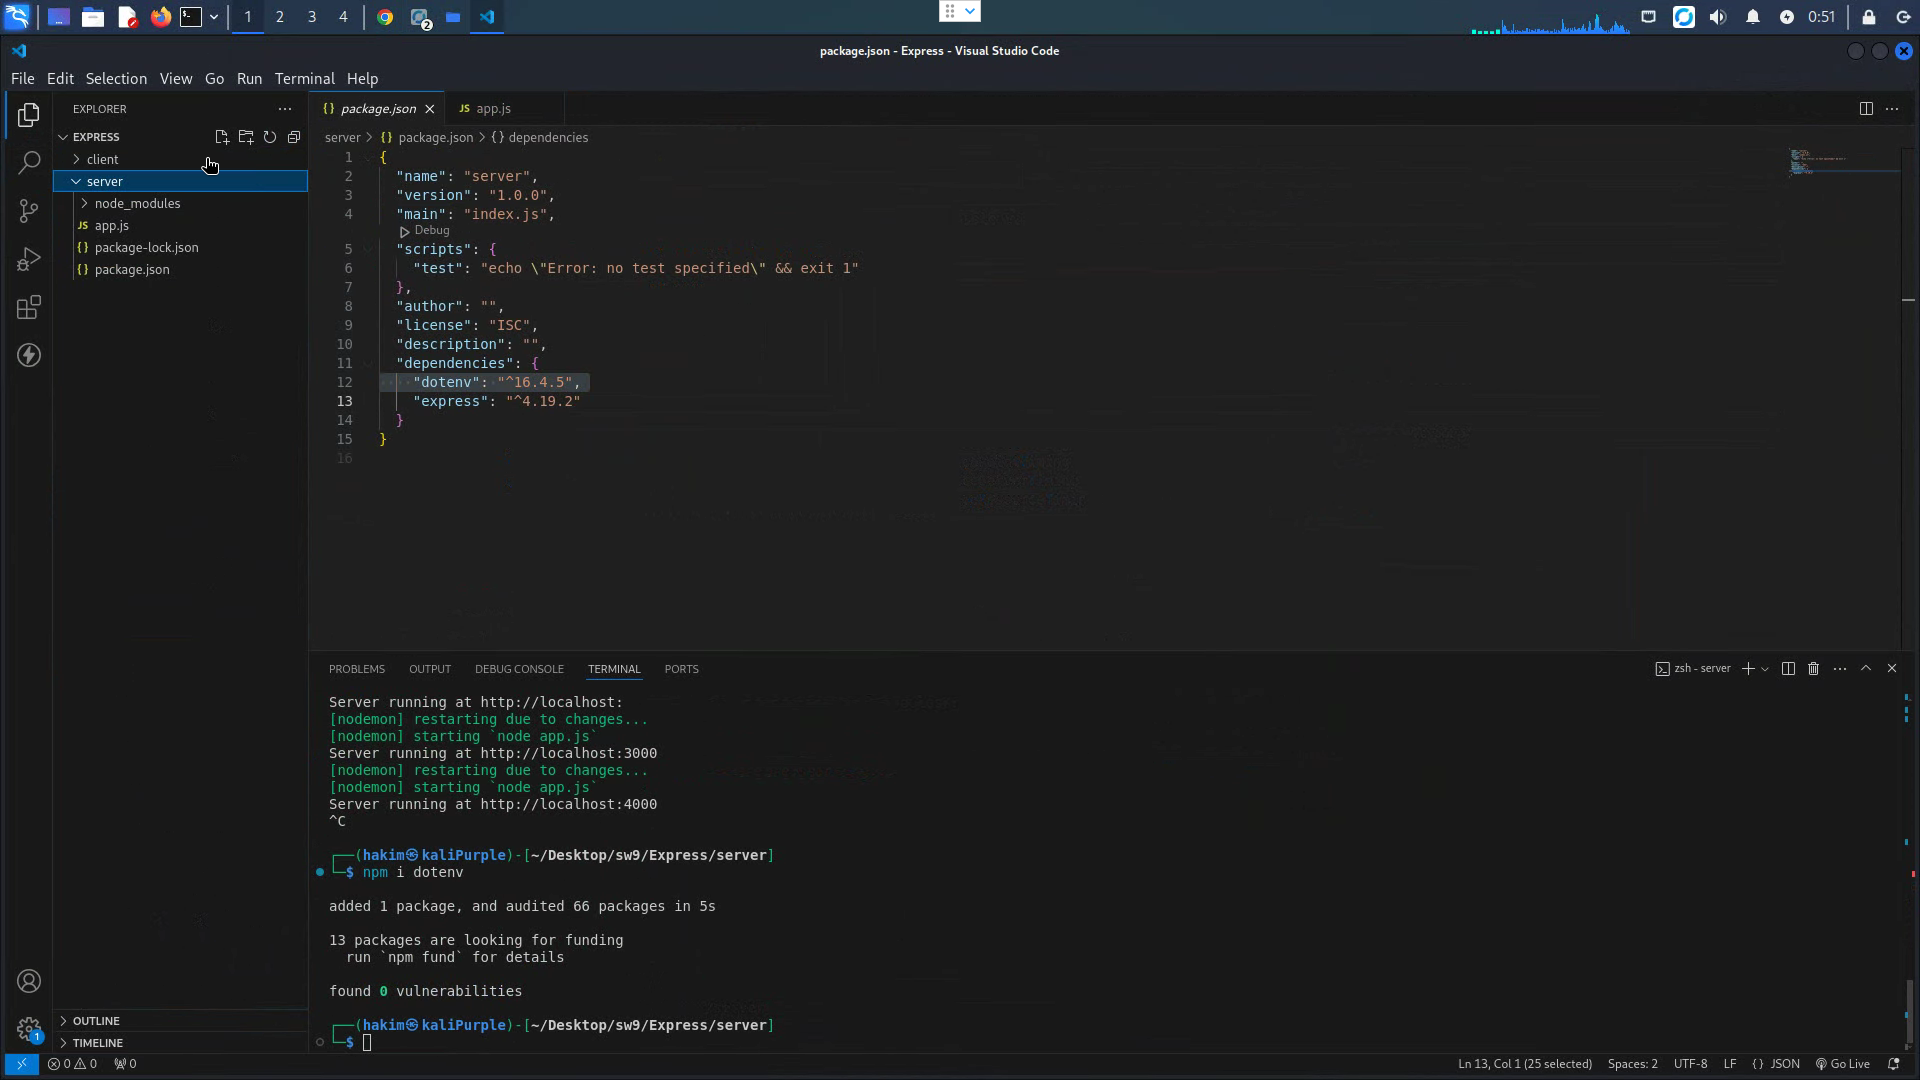 1 2 3 4
2
0:51
package.json - Express - Visual Studio Code
File Edit Selection View Go Run Terminal Help
EXPLORER
EXPRESS
client
server
node_modules
JS app.js
{} package-lock.json
{} package.json
OUTLINE
TIMELINE
1
{} package.json
JS app.js
server > {} package.json > {} dependencies
1 {
2 "name": "server",
3 "version": "1.0.0",
4 "main": "index.js",
Debug
5 "scripts": {
6 "test": "echo \"Error: no test specified\" && exit 1"
7 },
8 "author": "",
9 "license": "ISC",
10 "description": "",
11 "dependencies": {
12 ····"dotenv":·"^16.4.5",
13 "express": "^4.19.2"
14 }
15 }
16
PROBLEMS OUTPUT DEBUG CONSOLE TERMINAL PORTS
zsh - server
Server running at http://localhost:
[nodemon] restarting due to changes...
[nodemon] starting `node app.js`
Server running at http://localhost:3000
[nodemon] restarting due to changes...
[nodemon] starting `node app.js`
Server running at http://localhost:4000
^C
┌──(hakim㉿kaliPurple)-[~/Desktop/sw9/Express/server]
└─$ npm i dotenv
added 1 package, and audited 66 packages in 5s
13 packages are looking for funding
run `npm fund` for details
found 0 vulnerabilities
┌──(hakim㉿kaliPurple)-[~/Desktop/sw9/Express/server]
└─$
0 0 0
Ln 13, Col 1 (25 selected) Spaces: 2 UTF-8 LF {} JSON Go Live